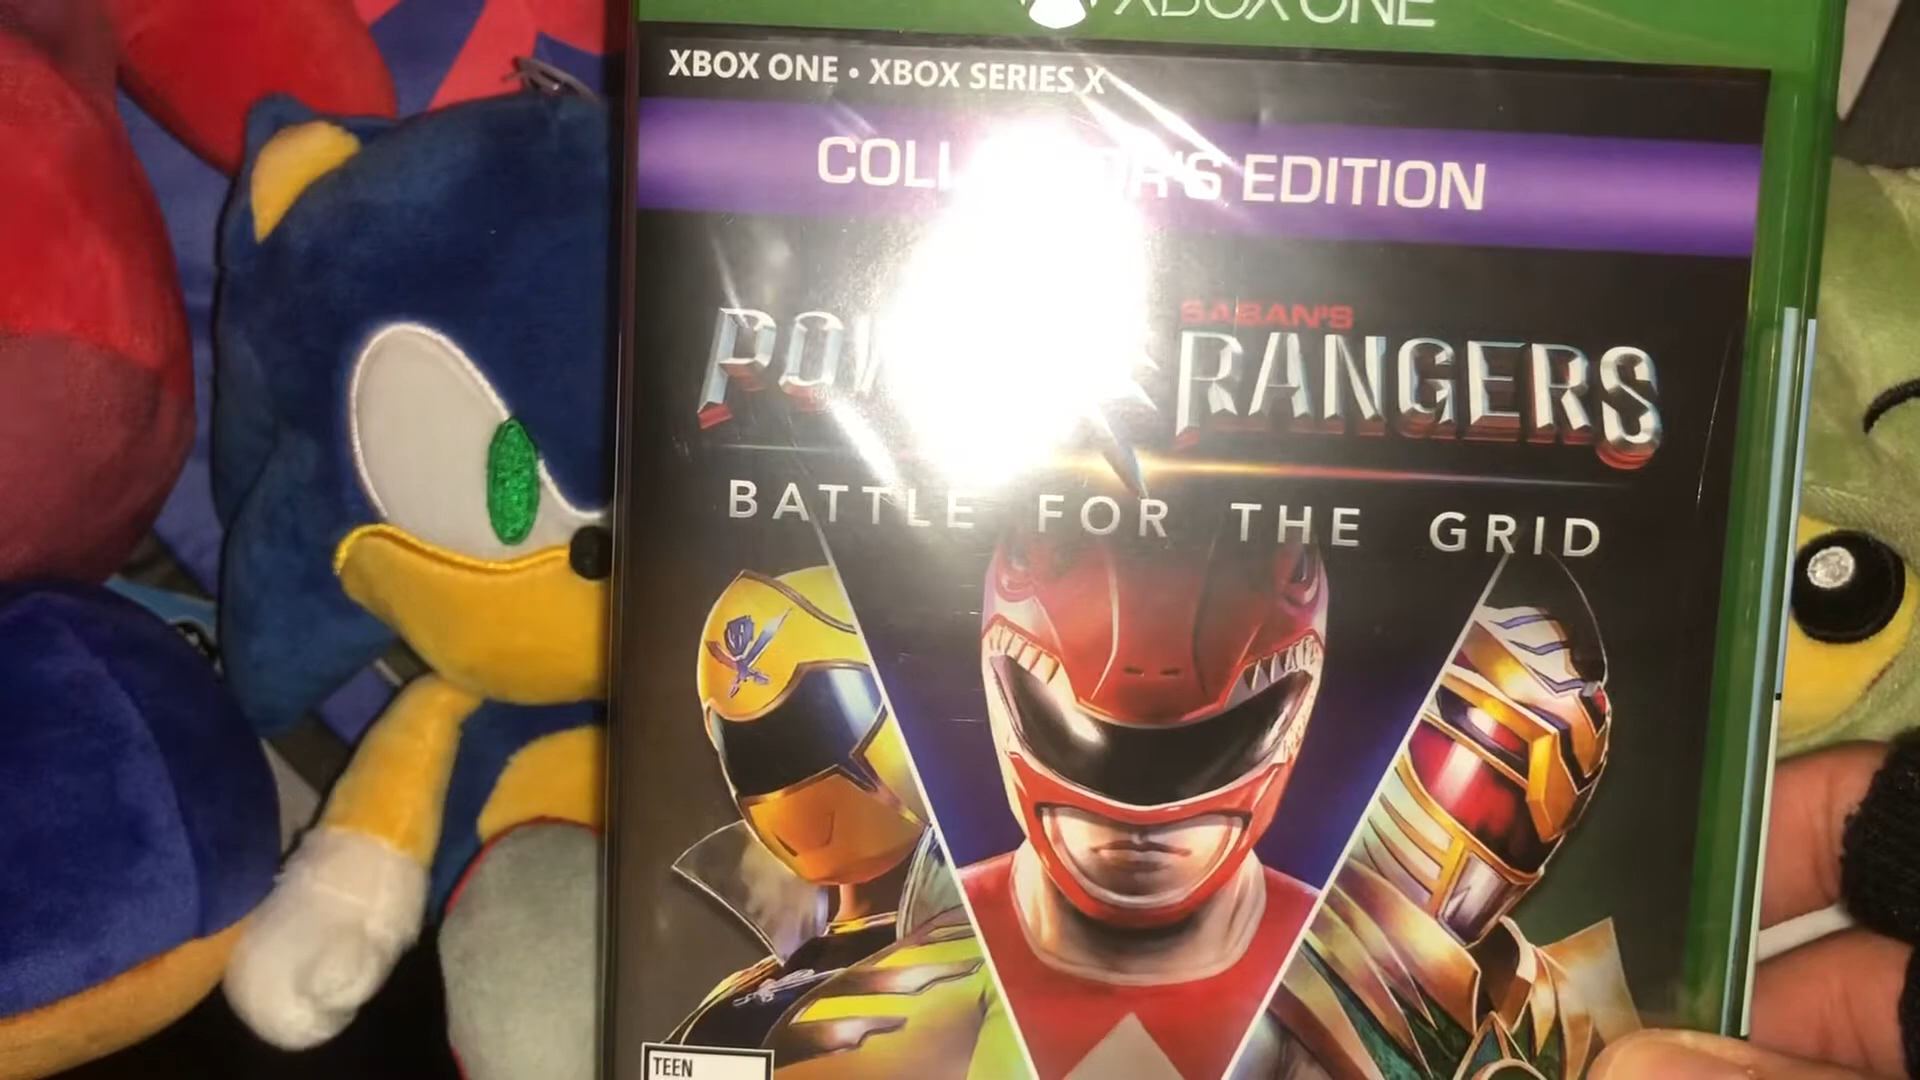 XBOX ONE
XBOX ONE • XBOX SERIES X
EDITION
SABAN'S
RANGERS
BATTLE FOR THE GRID
TEEN